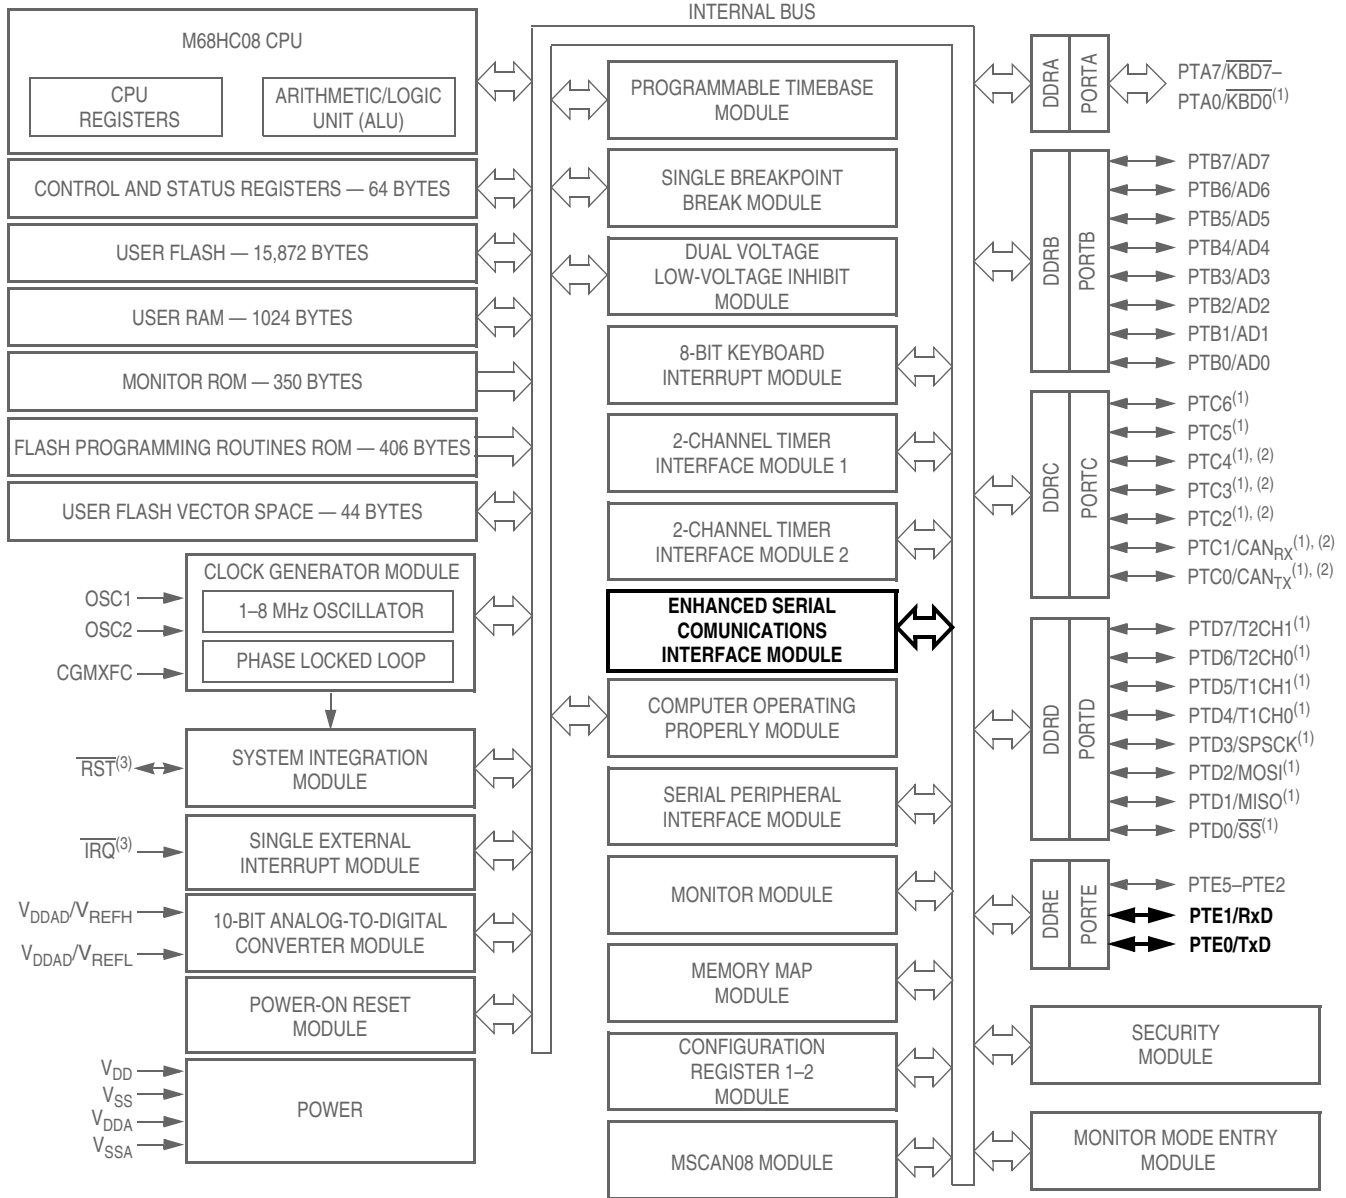 INTERNAL BUS
M68HC08 CPU
CPU
REGISTERS
ARITHMETIC/LOGIC
UNIT (ALU)
CONTROL AND STATUS REGISTERS — 64 BYTES
USER FLASH — 15,872 BYTES
USER RAM — 1024 BYTES
MONITOR ROM — 350 BYTES
FLASH PROGRAMMING ROUTINES ROM — 406 BYTES
USER FLASH VECTOR SPACE — 44 BYTES
CLOCK GENERATOR MODULE
1–8 MHz OSCILLATOR
PHASE LOCKED LOOP
OSC1
OSC2
CGMXFC
SYSTEM INTEGRATION
MODULE
RST(3)
SINGLE EXTERNAL
INTERRUPT MODULE
IRQ(3)
10-BIT ANALOG-TO-DIGITAL
CONVERTER MODULE
VDDAD/VREFH
VDDAD/VREFL
POWER-ON RESET
MODULE
POWER
VDD
VSS
VDDA
VSSA
PROGRAMMABLE TIMEBASE
MODULE
SINGLE BREAKPOINT
BREAK MODULE
DUAL VOLTAGE
LOW-VOLTAGE INHIBIT
MODULE
8-BIT KEYBOARD
INTERRUPT MODULE
2-CHANNEL TIMER
INTERFACE MODULE 1
2-CHANNEL TIMER
INTERFACE MODULE 2
ENHANCED SERIAL
COMUNICATIONS
INTERFACE MODULE
COMPUTER OPERATING
PROPERLY MODULE
SERIAL PERIPHERAL
INTERFACE MODULE
MONITOR MODULE
MEMORY MAP
MODULE
CONFIGURATION
REGISTER 1–2
MODULE
MSCAN08 MODULE
DDRA
PORTA
PTA7/KBD7–
PTA0/KBD0(1)
DDRB
PORTB
PTB7/AD7
PTB6/AD6
PTB5/AD5
PTB4/AD4
PTB3/AD3
PTB2/AD2
PTB1/AD1
PTB0/AD0
DDRC
PORTC
PTC6(1)
PTC5(1)
PTC4(1), (2)
PTC3(1), (2)
PTC2(1), (2)
PTC1/CANRX(1), (2)
PTC0/CANTX(1), (2)
DDRD
PORTD
PTD7/T2CH1(1)
PTD6/T2CH0(1)
PTD5/T1CH1(1)
PTD4/T1CH0(1)
PTD3/SPSCK(1)
PTD2/MOSI(1)
PTD1/MISO(1)
PTD0/SS(1)
DDRE
PORTE
PTE5–PTE2
PTE1/RxD
PTE0/TxD
SECURITY
MODULE
MONITOR MODE ENTRY
MODULE